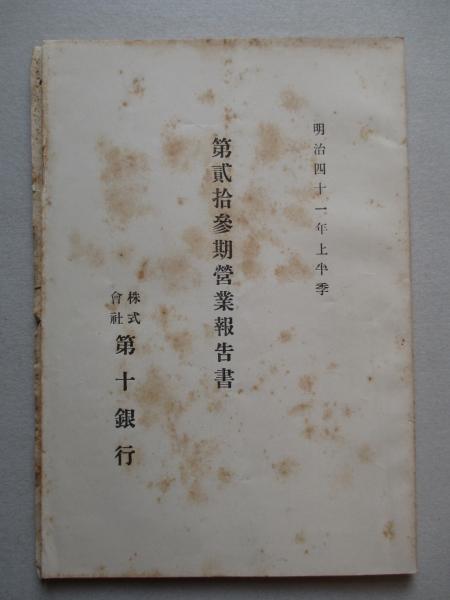 明治四十一年上半季
第貳拾參期營業報告書
株式會社第十銀行